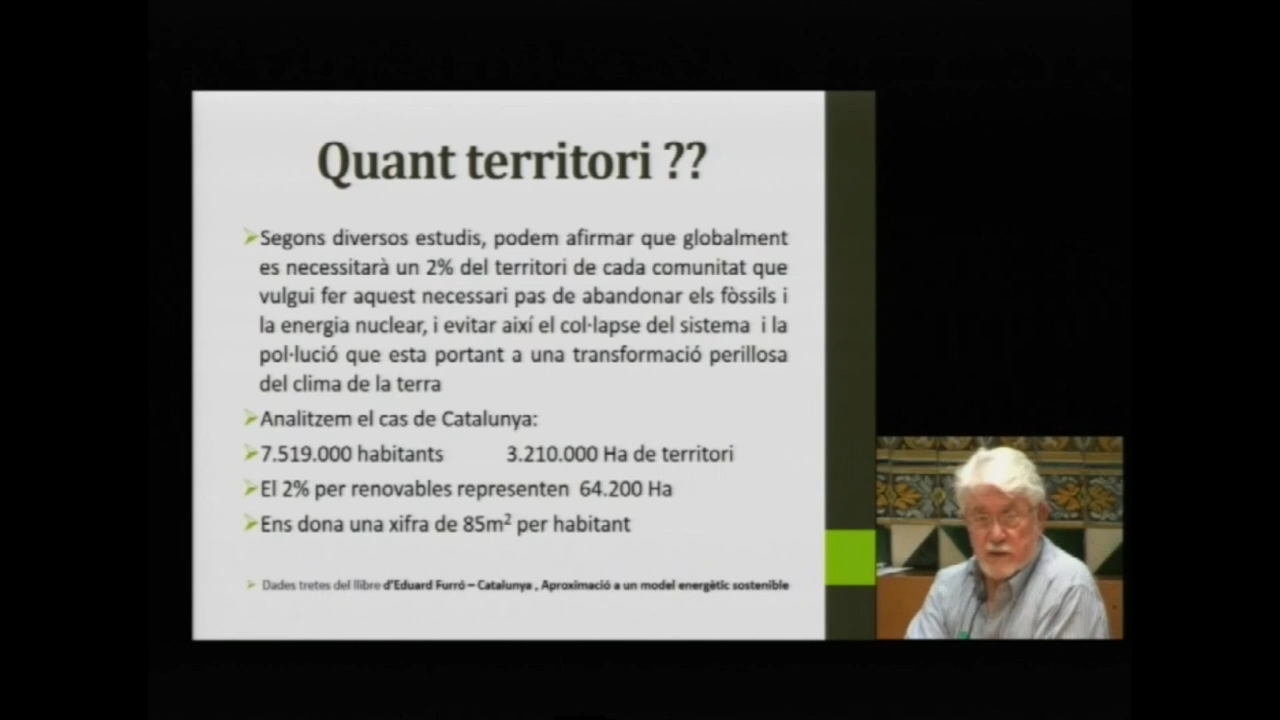 Quant territori ??
Segons diversos estudis, podem afirmar que globalment
es necessitarà un 2% del territori de cada comunitat que
vulgui fer aquest necessari pas de abandonar els fòssils i
la energia nuclear, i evitar així el col·lapse del sistema i la
pol·lució que esta portant a una transformació perillosa
del clima de la terra
Analitzem el cas de Catalunya:
7.519.000 habitants 3.210.000 Ha de territori
El 2% per renovables representen 64.200 Ha
Ens dona una xifra de 85m² per habitant
Dades tretes del llibre d'Eduard Furró – Catalunya , Aproximació a un model energètic sostenible